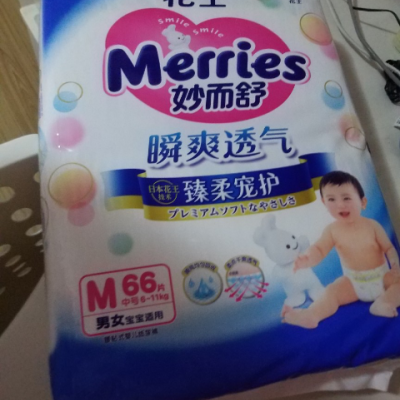 花王
Smile Smile
Merries
妙而舒
瞬爽透气
日本花王
技术
臻柔宠护
プレミアムソフトなやさしさ
M 66片
中号 6-11kg
男女宝宝适用